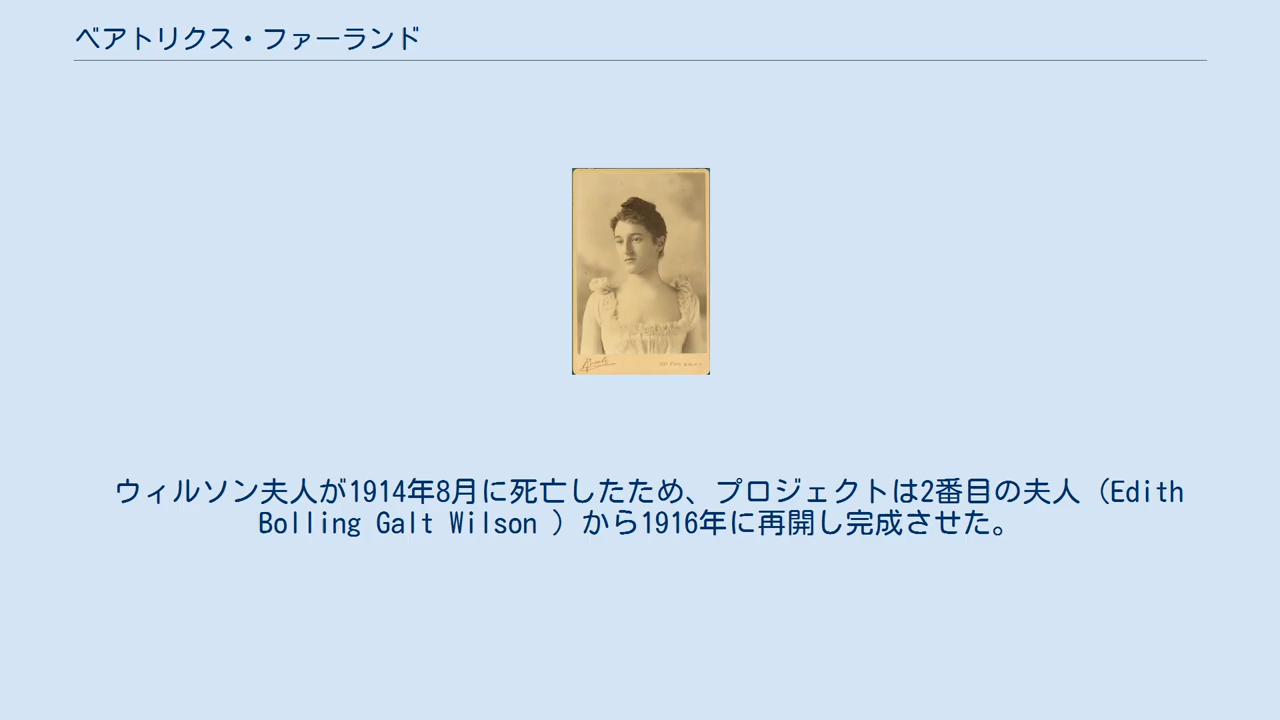 ベアトリクス・ファーランド
ウィルソン夫人が1914年8月に死亡したため、プロジェクトは2番目の夫人（Edith
Bolling Galt Wilson ）から1916年に再開し完成させた。